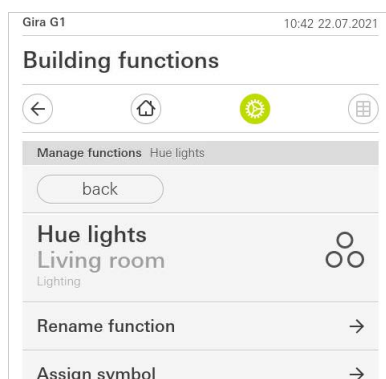 Gira G1 10:42 22.07.2021
Building functions
Manage functions Hue lights
back
Hue lights
Living room
Lighting
Rename function
Assign symbol